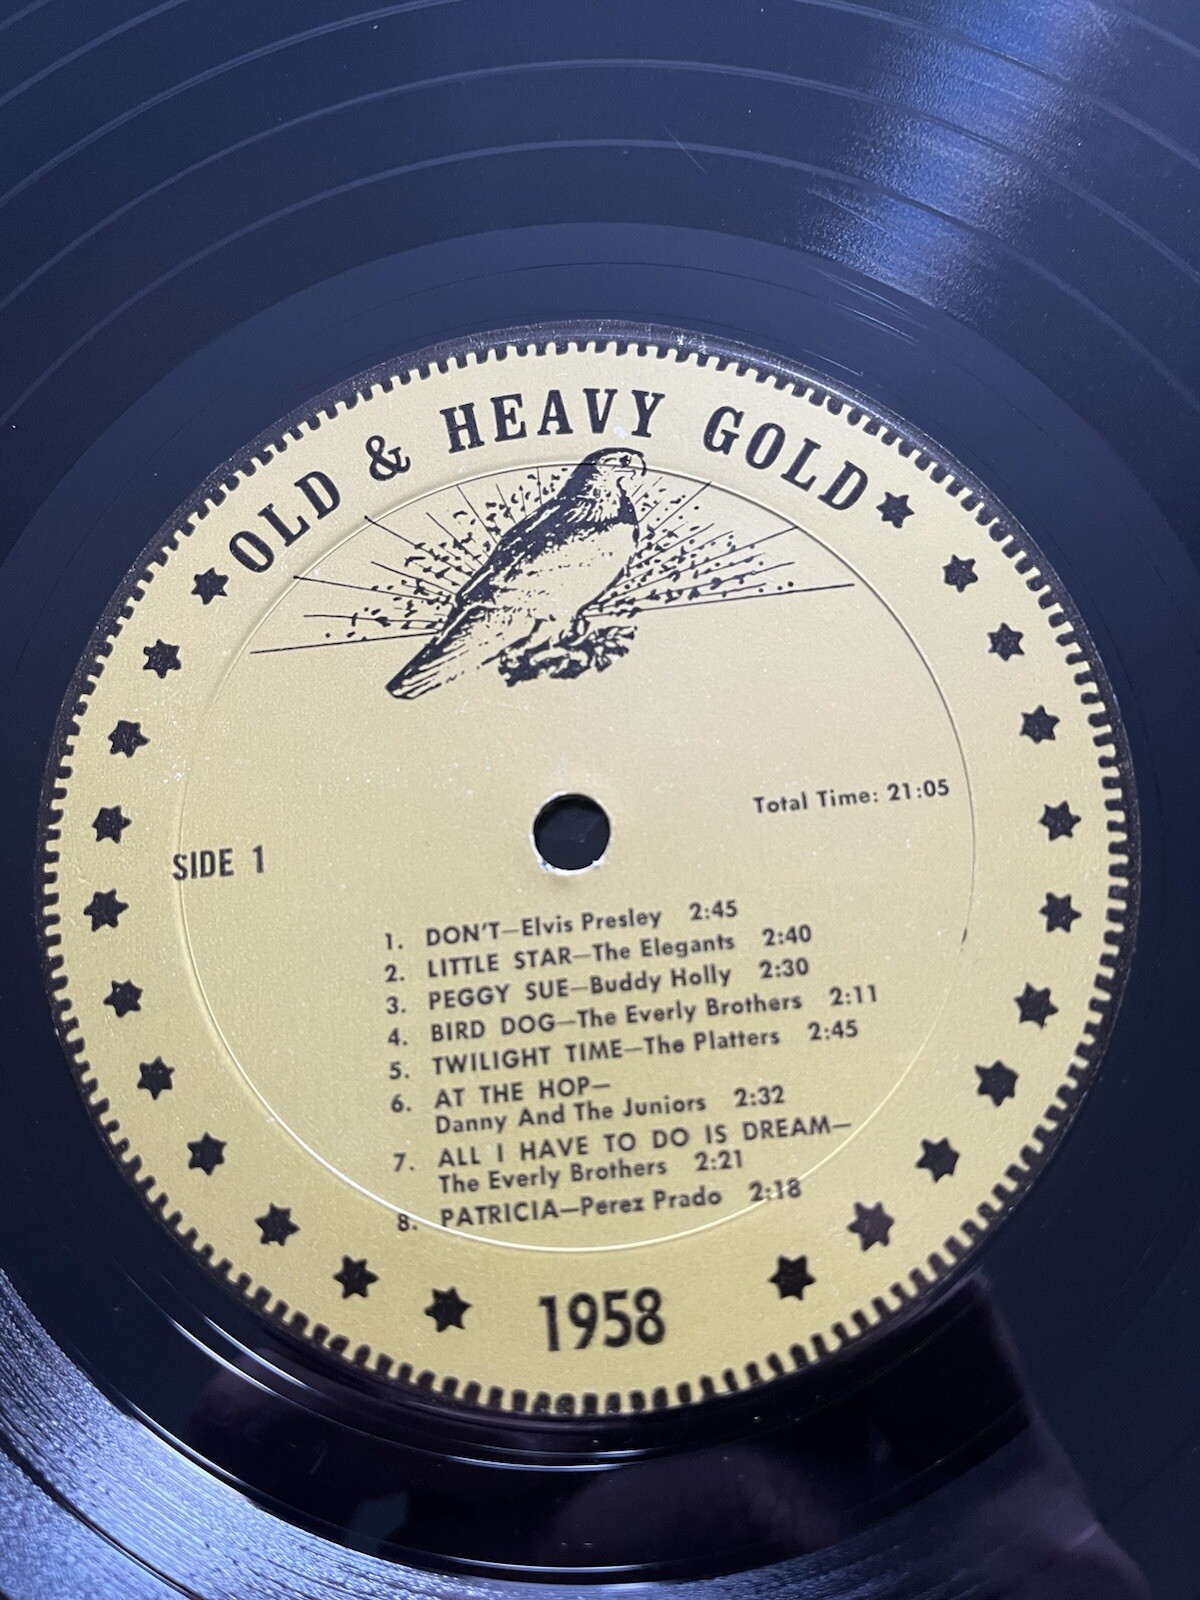 OLD & HEAVY GOLD
Total Time: 21:05
SIDE 1
1. DON'T—Elvis Presley 2:45
2. LITTLE STAR—The Elegants 2:40
3. PEGGY SUE—Buddy Holly 2:30
4. BIRD DOG—The Everly Brothers 2:11
5. TWILIGHT TIME—The Platters 2:45
6. AT THE HOP—
Danny And The Juniors 2:32
7. ALL I HAVE TO DO IS DREAM—
The Everly Brothers 2:21
8. PATRICIA—Perez Prado 2:18
1958